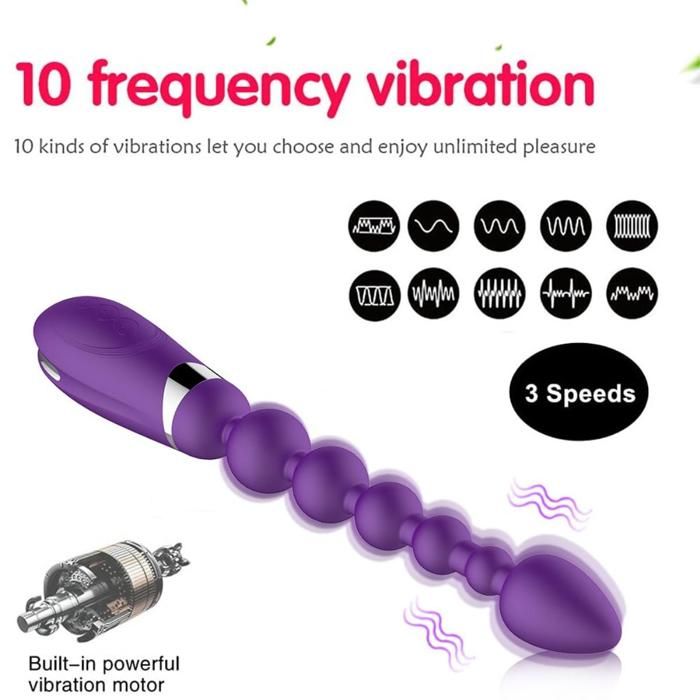 10 frequency vibration
10 kinds of vibrations let you choose and enjoy unlimited pleasure
3 Speeds
Built-in powerful
vibration motor